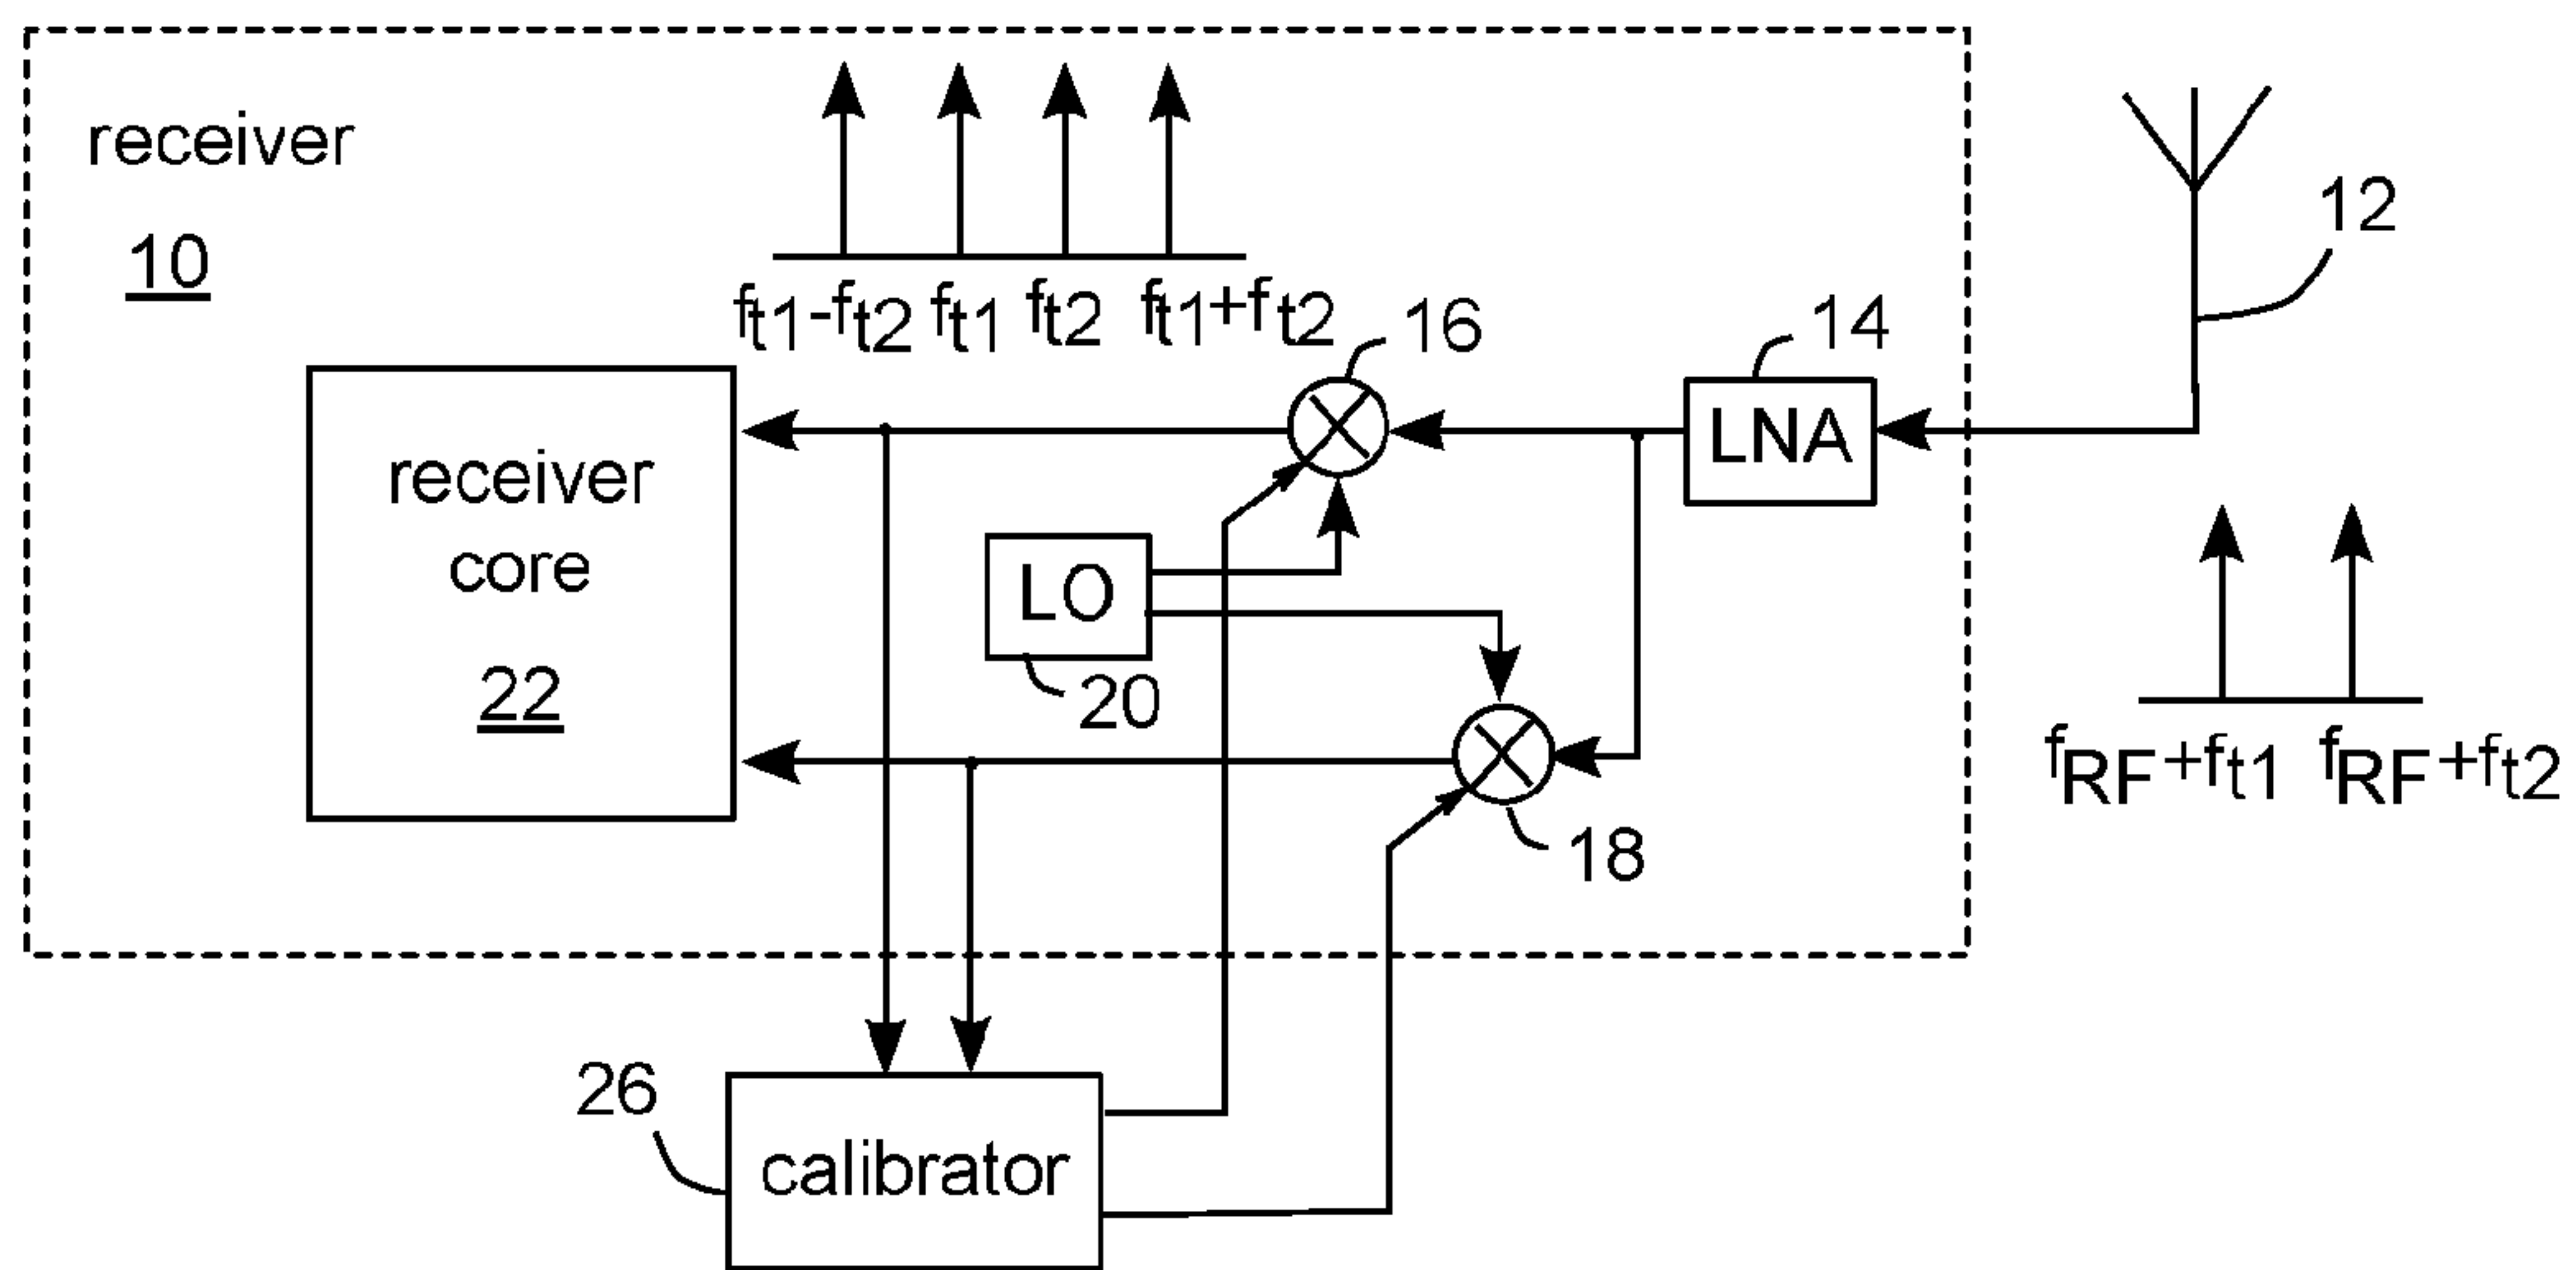 receiver
10
ft1-ft2 ft1 ft2 ft1+ft2
16
14
12
LNA
receiver
core
22
LO
20
18
fRF+ft1 fRF+ft2
26
calibrator